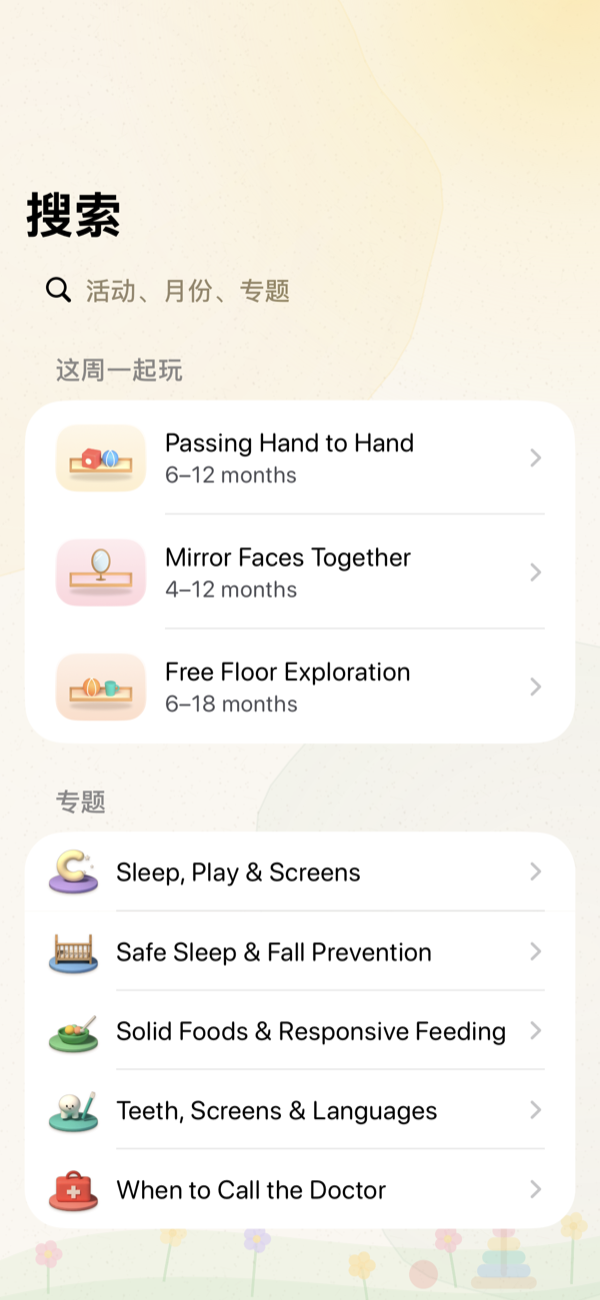 搜索
活动、月份、专题
这周一起玩
Passing Hand to Hand
6–12 months
Mirror Faces Together
4–12 months
Free Floor Exploration
6–18 months
专题
Sleep, Play & Screens
Safe Sleep & Fall Prevention
Solid Foods & Responsive Feeding
Teeth, Screens & Languages
When to Call the Doctor